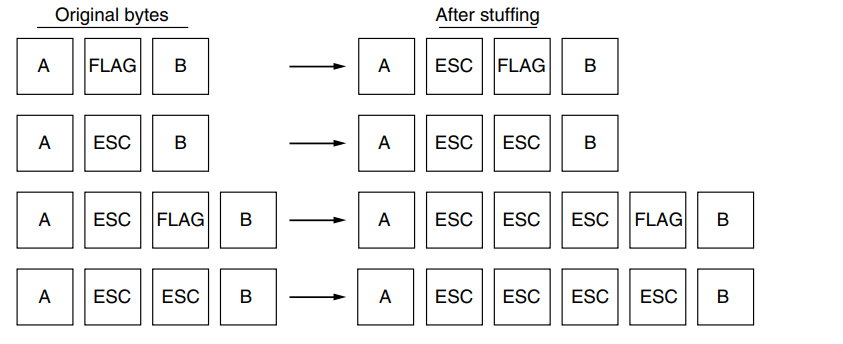 Original bytes After stuffing
A FLAG B A ESC FLAG B
A ESC B A ESC ESC B
A ESC FLAG B A ESC ESC ESC FLAG B
A ESC ESC B A ESC ESC ESC ESC B